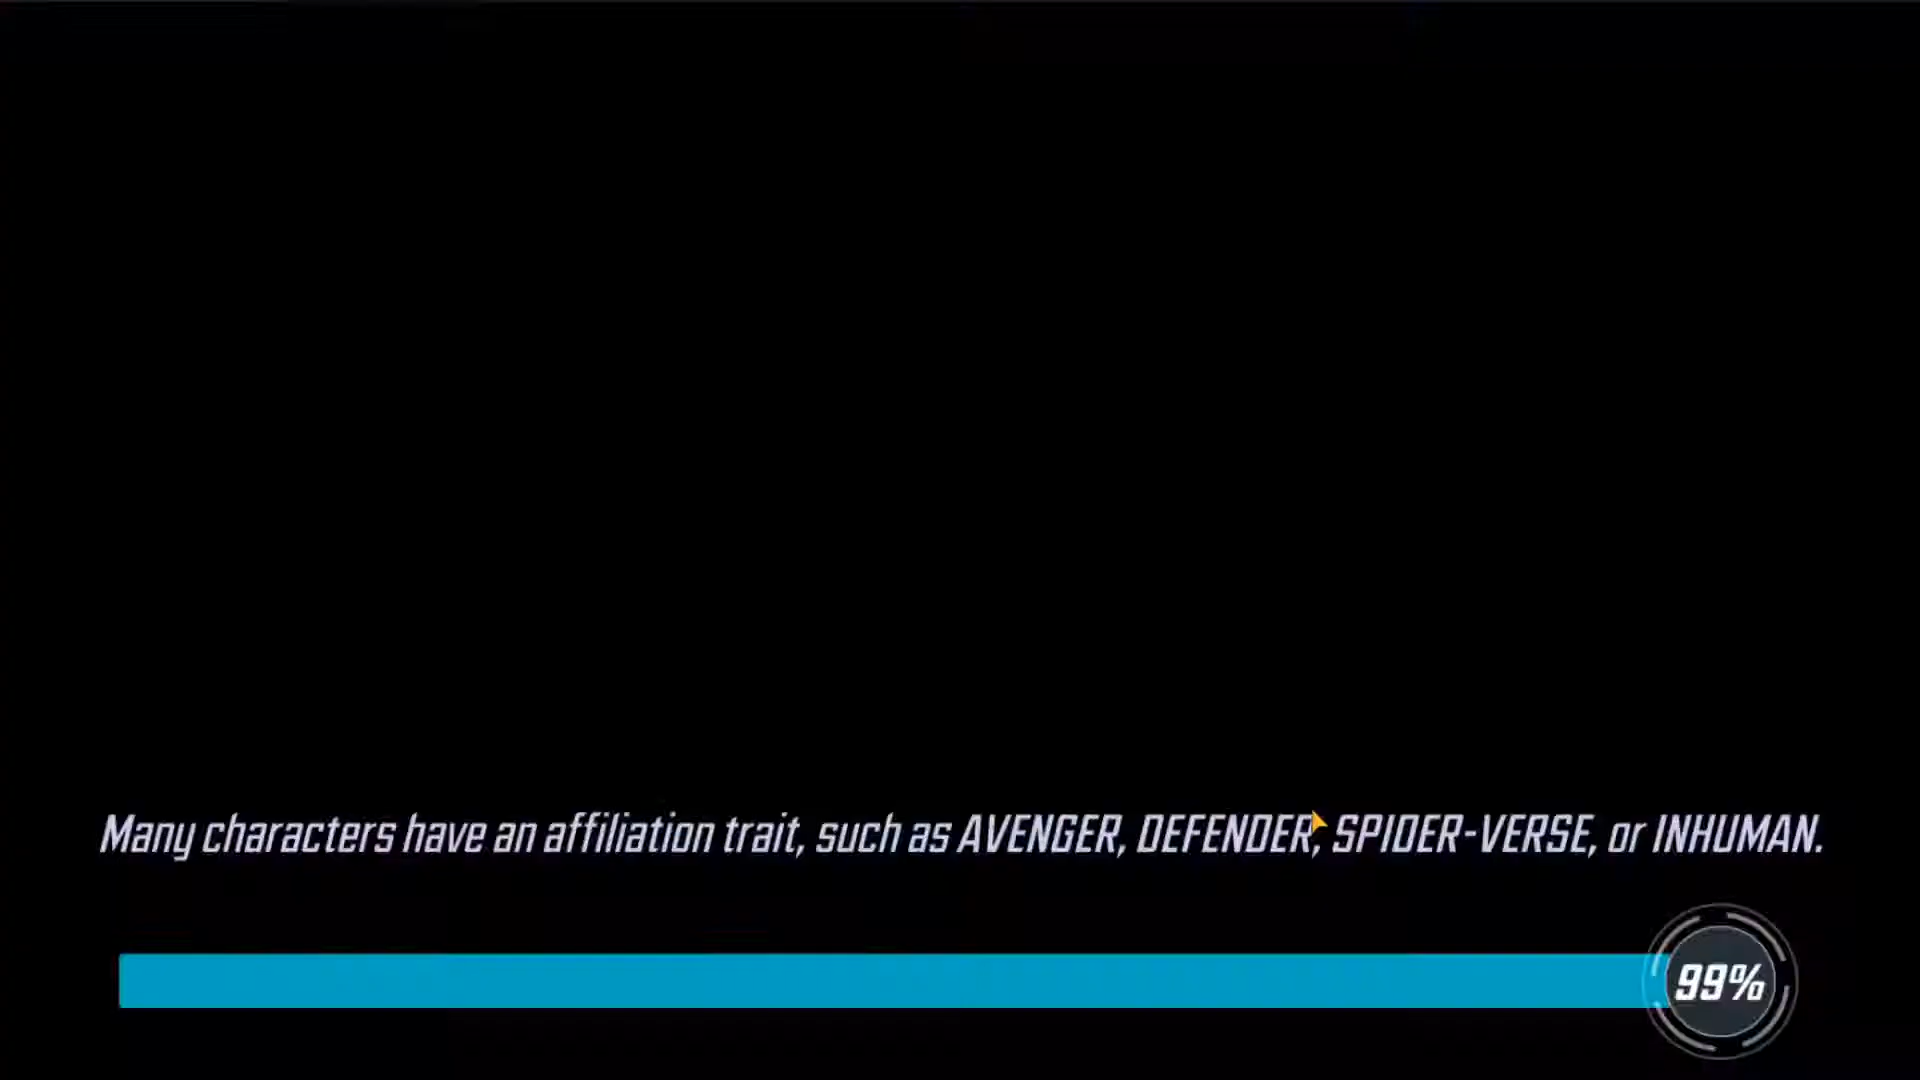 Many characters have an affiliation trait, such as AVENGER, DEFENDER, SPIDER-VERSE, or INHUMAN.
99%